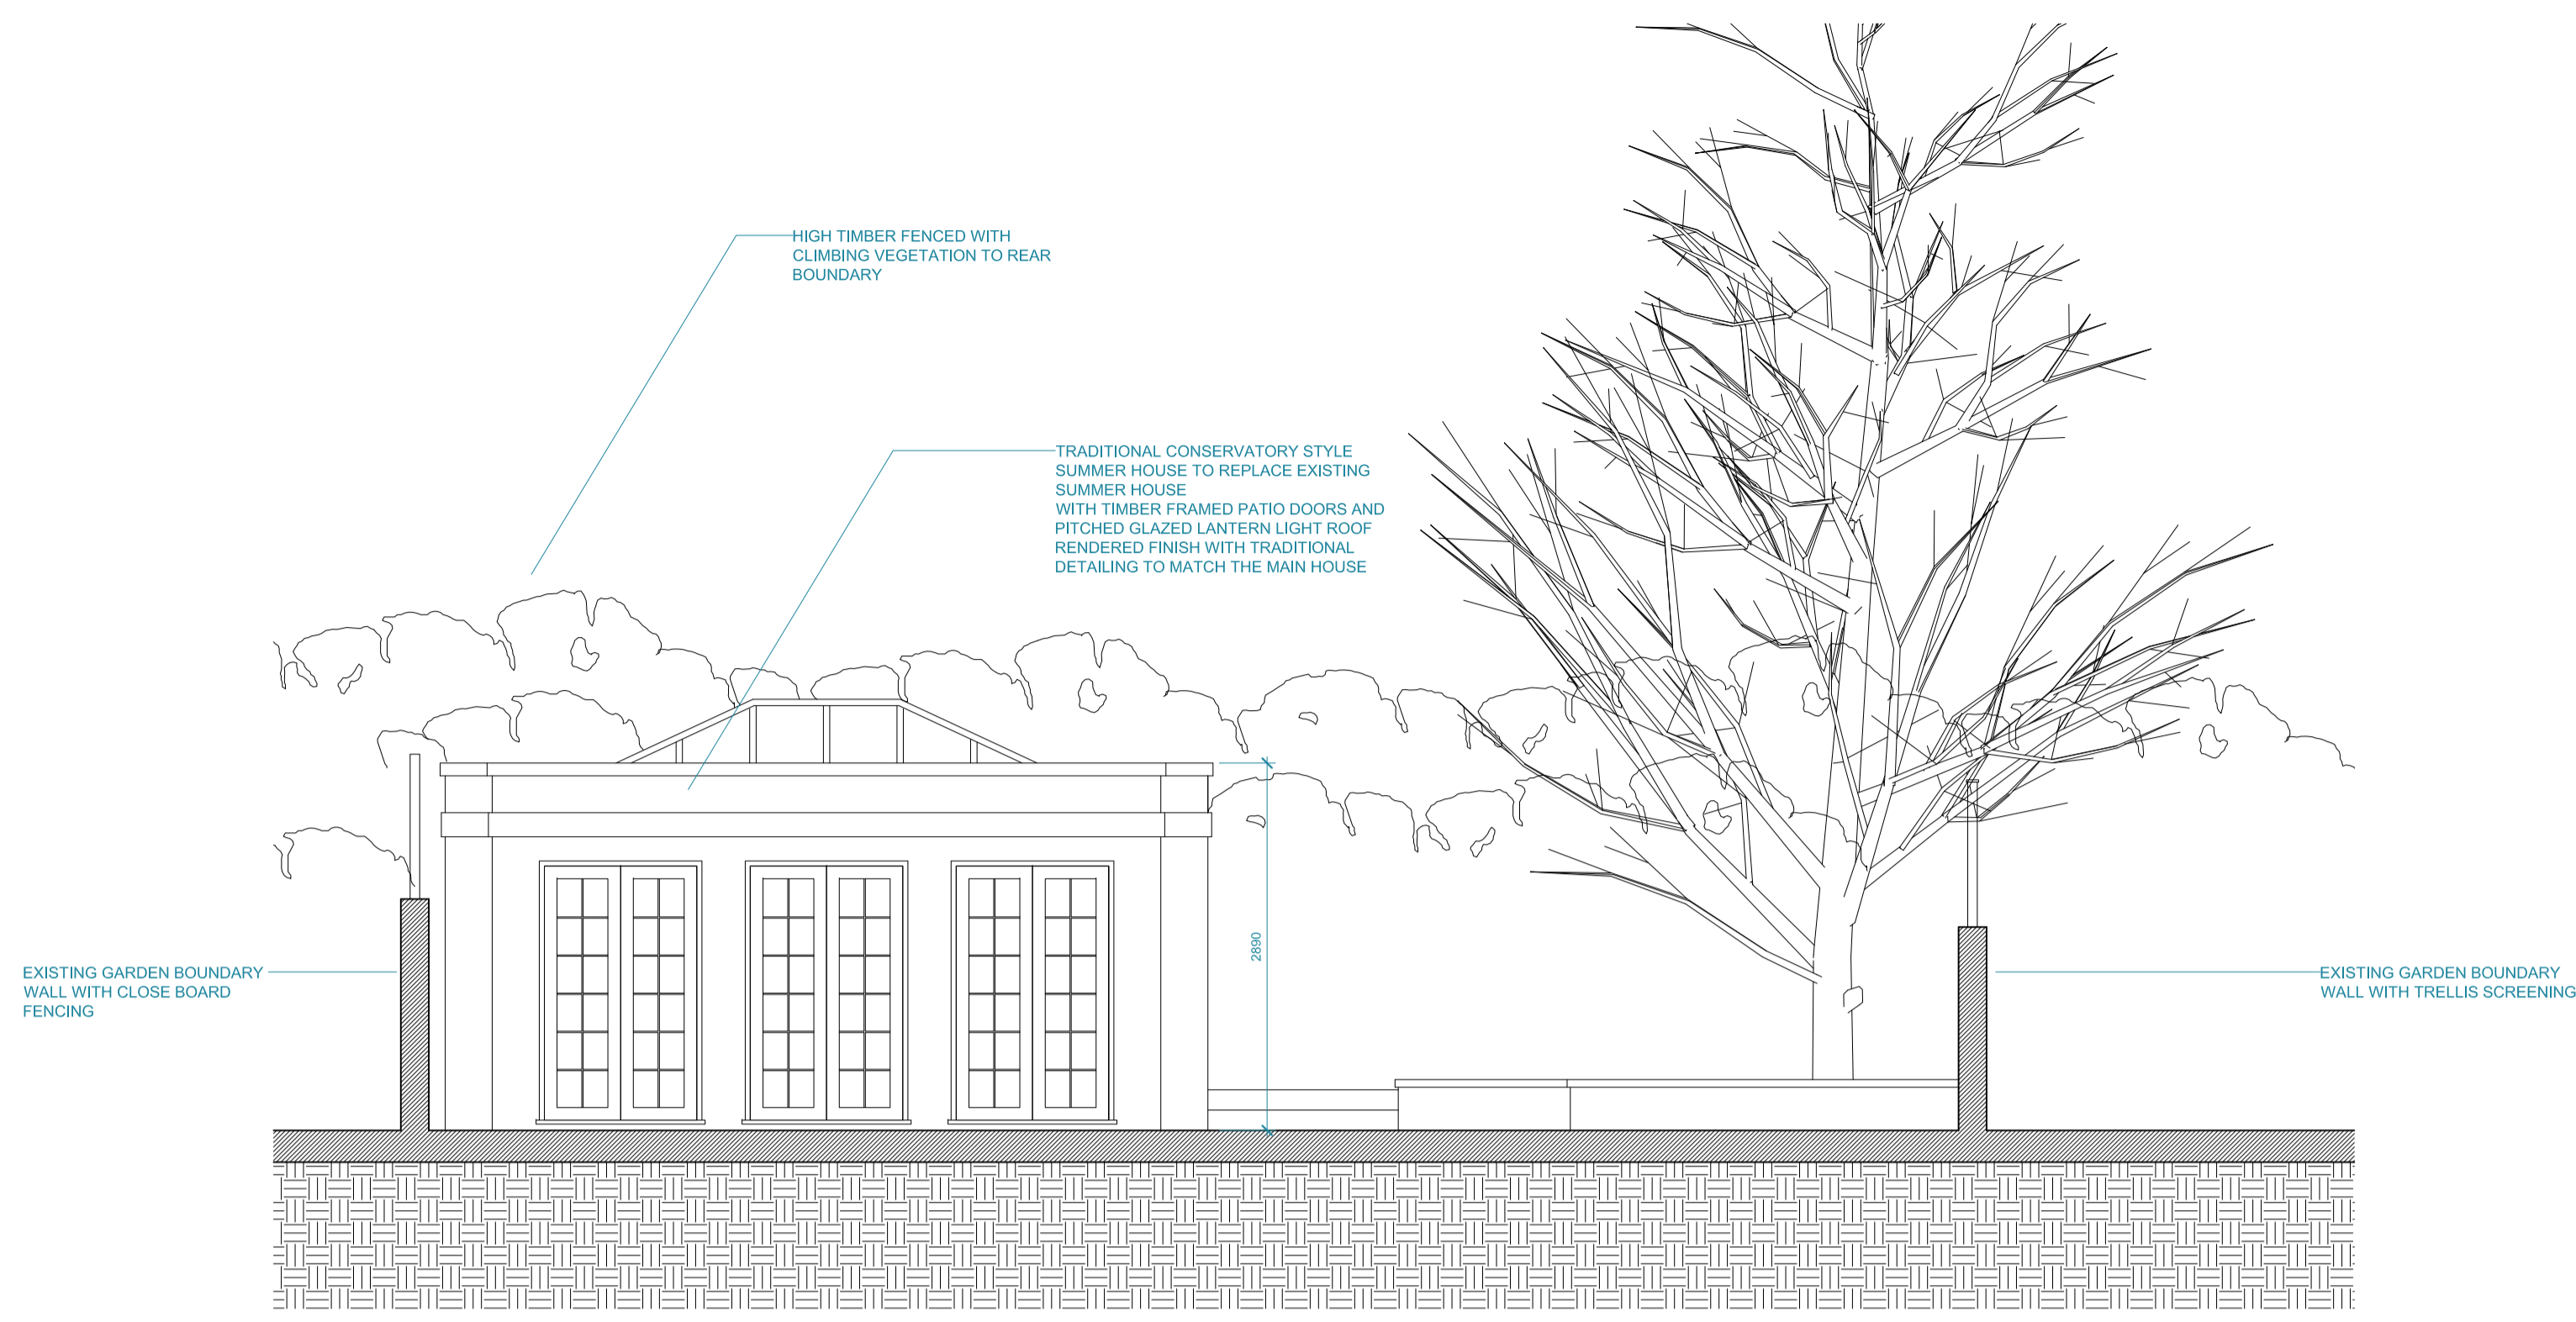 HIGH TIMBER FENCED WITH
CLIMBING VEGETATION TO REAR
BOUNDARY
TRADITIONAL CONSERVATORY STYLE
SUMMER HOUSE TO REPLACE EXISTING
SUMMER HOUSE
WITH TIMBER FRAMED PATIO DOORS AND
PITCHED GLAZED LANTERN LIGHT ROOF
RENDERED FINISH WITH TRADITIONAL
DETAILING TO MATCH THE MAIN HOUSE
2890
EXISTING GARDEN BOUNDARY
WALL WITH CLOSE BOARD
FENCING
EXISTING GARDEN BOUNDARY
WALL WITH TRELLIS SCREENING